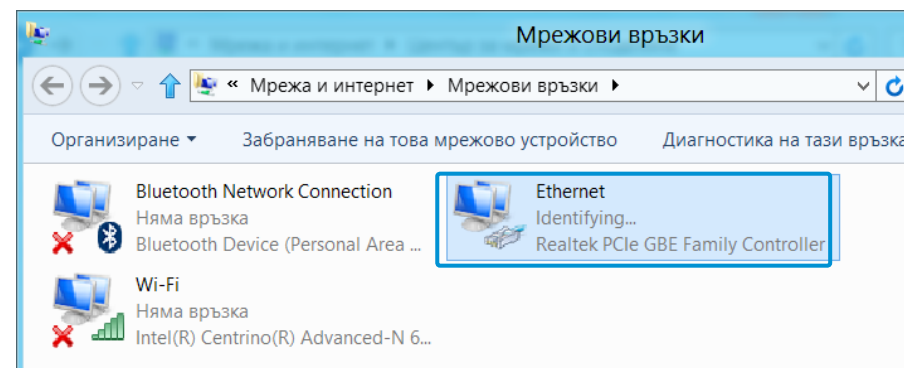 Мрежови връзки
« Мрежа и интернет Мрежови връзки
Организиране Забраняване на това мрежово устройство Диагностика на тази връзка
Bluetooth Network Connection
Няма връзка
Bluetooth Device (Personal Area ...
Ethernet
Identifying...
Realtek PCIe GBE Family Controller
Wi-Fi
Няма връзка
Intel(R) Centrino(R) Advanced-N 6...